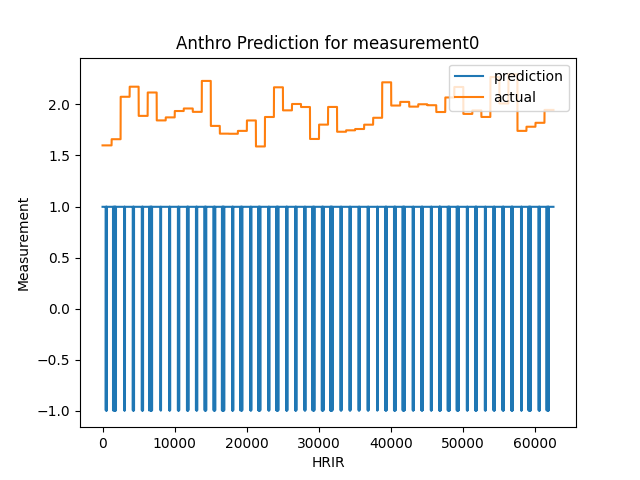 Anthro Prediction for measurement0
prediction
actual
Measurement
2.0
1.5
1.0
0.5
0.0
−0.5
−1.0
0 10000 20000 30000 40000 50000 60000
HRIR